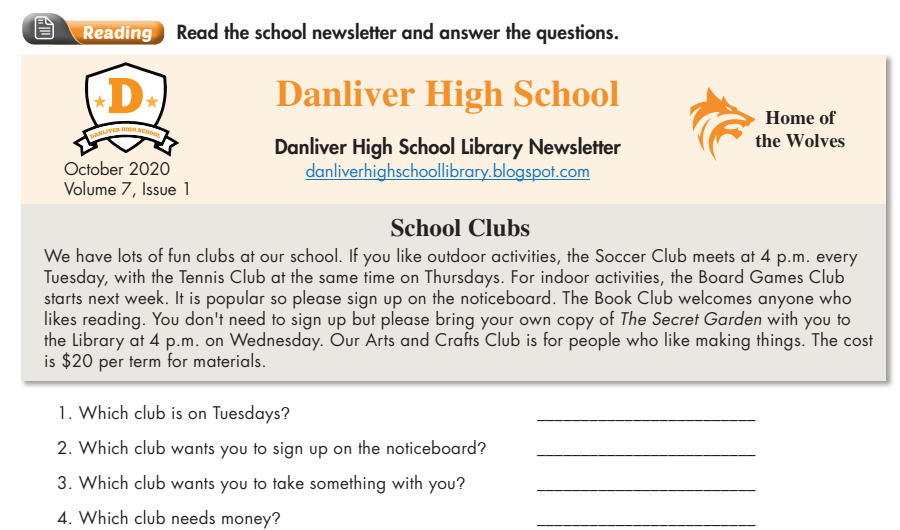 Reading Read the school newsletter and answer the questions.
D
DANLIVER HIGH SCHOOL
October 2020
Volume 7, Issue 1
Danliver High School
Danliver High School Library Newsletter
danliverhighschoollibrary.blogspot.com
Home of
the Wolves
School Clubs
We have lots of fun clubs at our school. If you like outdoor activities, the Soccer Club meets at 4 p.m. every
Tuesday, with the Tennis Club at the same time on Thursdays. For indoor activities, the Board Games Club
starts next week. It is popular so please sign up on the noticeboard. The Book Club welcomes anyone who
likes reading. You don't need to sign up but please bring your own copy of The Secret Garden with you to
the Library at 4 p.m. on Wednesday. Our Arts and Crafts Club is for people who like making things. The cost
is $20 per term for materials.
1. Which club is on Tuesdays? _________________________
2. Which club wants you to sign up on the noticeboard? _________________________
3. Which club wants you to take something with you? _________________________
4. Which club needs money? _________________________